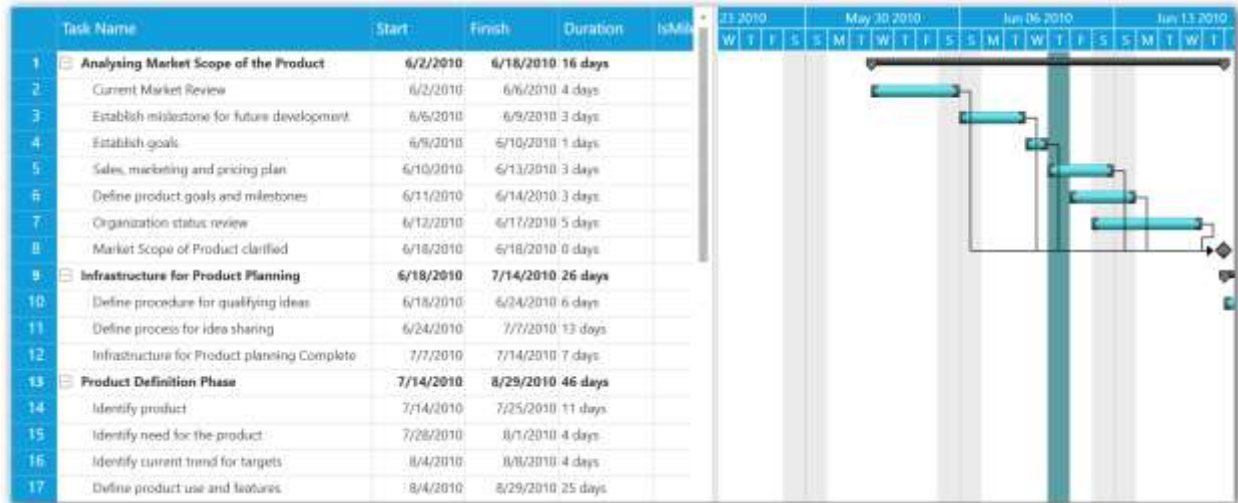 Task Name Start Finish Duration IsMile
23 2010 May 30 2010 Jun 06 2010 Jun 13 2010
W T F S S M T W T F S S M T W T F S S M T W T
1 Analysing Market Scope of the Product 6/2/2010 6/18/2010 16 days
2 Current Market Review 6/2/2010 6/6/2010 4 days
3 Establish mislestone for future development 6/6/2010 6/9/2010 3 days
4 Establish goals 6/9/2010 6/10/2010 1 days
5 Sales, marketing and pricing plan 6/10/2010 6/13/2010 3 days
6 Define product goals and milestones 6/11/2010 6/14/2010 3 days
7 Organization status review 6/12/2010 6/17/2010 5 days
8 Market Scope of Product clarified 6/18/2010 6/18/2010 0 days
9 Infrastructure for Product Planning 6/18/2010 7/14/2010 26 days
10 Define procedure for qualifying ideas 6/18/2010 6/24/2010 6 days
11 Define process for idea sharing 6/24/2010 7/7/2010 13 days
12 Infrastructure for Product planning Complete 7/7/2010 7/14/2010 7 days
13 Product Definition Phase 7/14/2010 8/29/2010 46 days
14 Identify product 7/14/2010 7/25/2010 11 days
15 Identify need for the product 7/28/2010 8/1/2010 4 days
16 Identify current trend for targets 8/4/2010 8/8/2010 4 days
17 Define product use and features 8/4/2010 8/29/2010 25 days